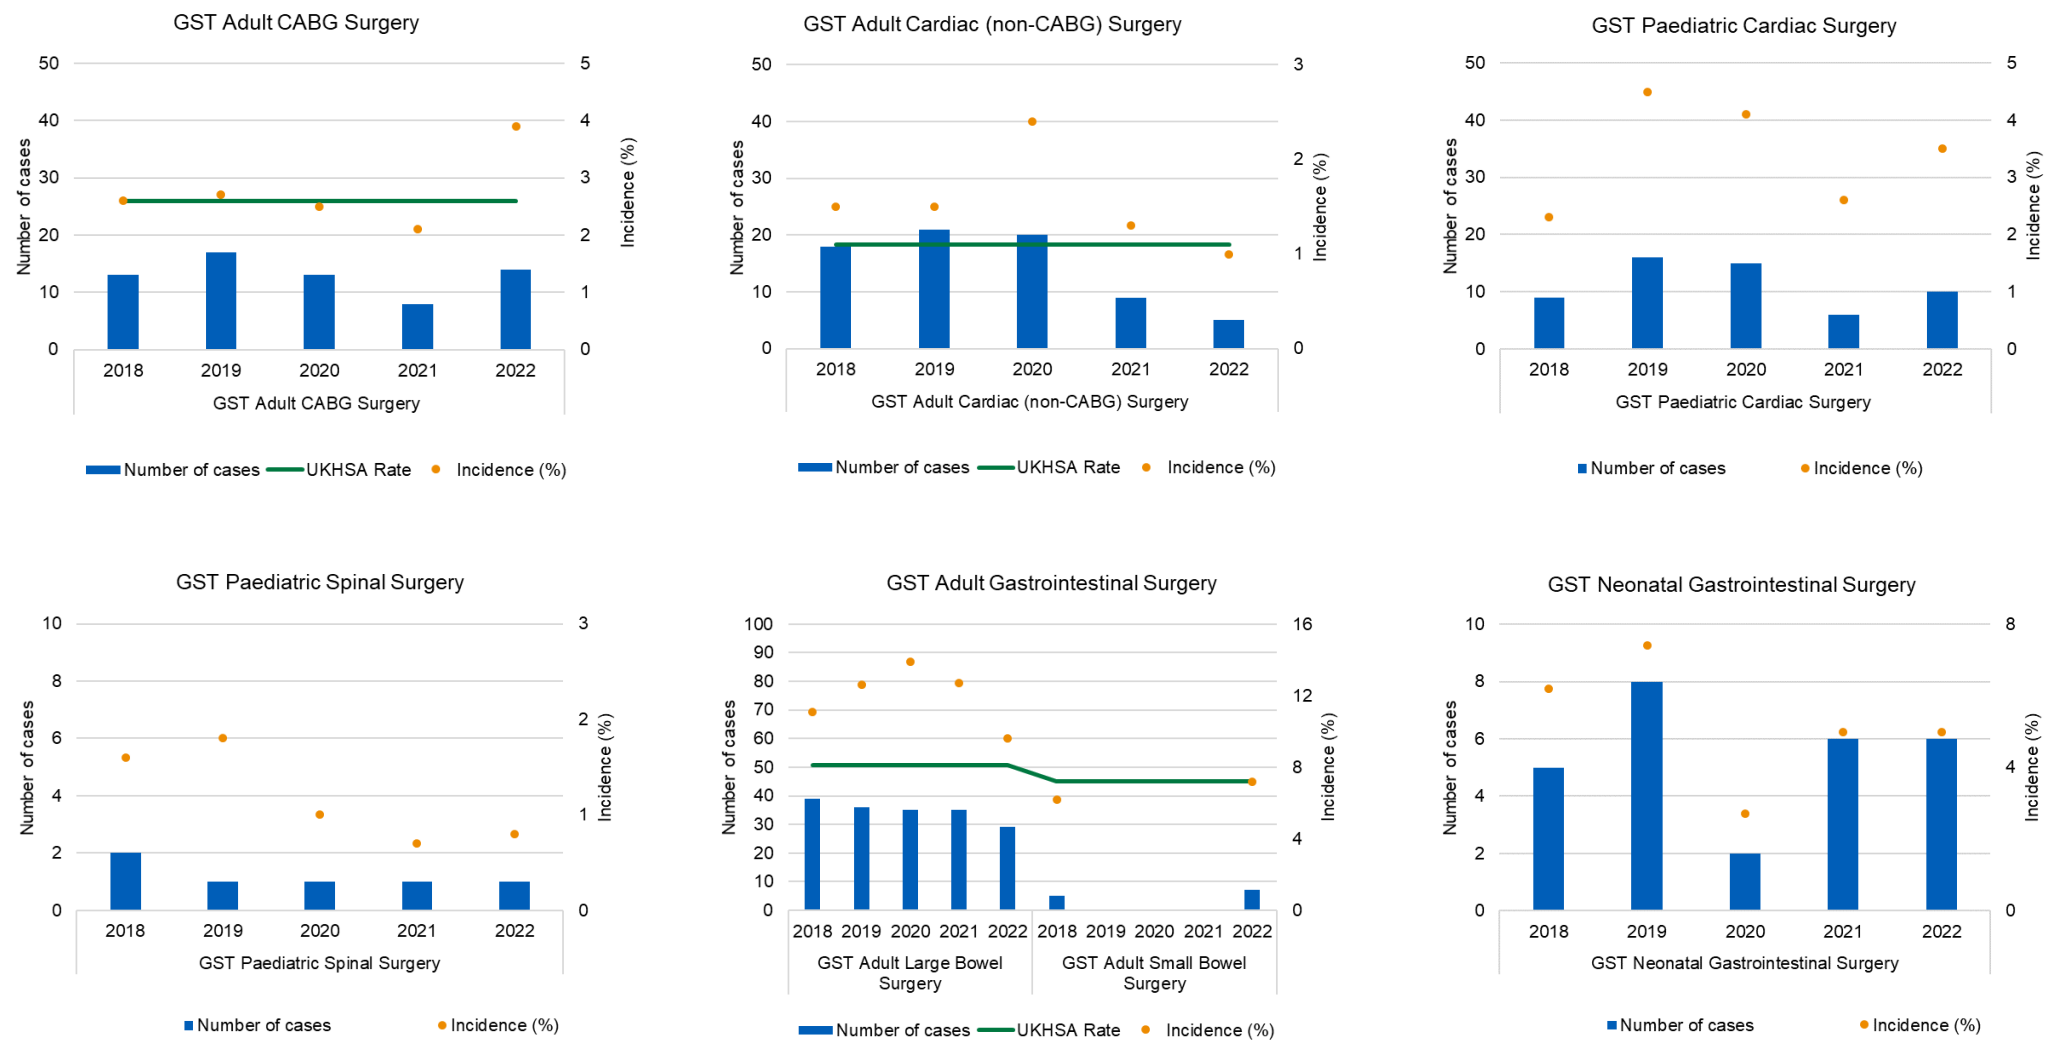 GST Adult CABG Surgery
50
40
30
20
10
0
Number of cases
5
4
3
2
1
0
Incidence (%)
2018 2019 2020 2021 2022
GST Adult CABG Surgery
Number of cases UKHSA Rate Incidence (%)
GST Adult Cardiac (non-CABG) Surgery
50
40
30
20
10
0
Number of cases
3
2
1
0
Incidence (%)
2018 2019 2020 2021 2022
GST Adult Cardiac (non-CABG) Surgery
Number of cases UKHSA Rate Incidence (%)
GST Paediatric Cardiac Surgery
50
40
30
20
10
0
Number of cases
5
4
3
2
1
0
Incidence (%)
2018 2019 2020 2021 2022
GST Paediatric Cardiac Surgery
Number of cases Incidence (%)
GST Paediatric Spinal Surgery
10
8
6
4
2
0
Number of cases
3
2
1
0
Incidence (%)
2018 2019 2020 2021 2022
GST Paediatric Spinal Surgery
Number of cases Incidence (%)
GST Adult Gastrointestinal Surgery
100
90
80
70
60
50
40
30
20
10
0
Number of cases
16
12
8
4
0
Incidence (%)
2018 2019 2020 2021 2022 2018 2019 2020 2021 2022
GST Adult Large Bowel
Surgery
GST Adult Small Bowel
Surgery
Number of cases UKHSA Rate Incidence (%)
GST Neonatal Gastrointestinal Surgery
10
8
6
4
2
0
Number of cases
8
4
0
Incidence (%)
2018 2019 2020 2021 2022
GST Neonatal Gastrointestinal Surgery
Number of cases Incidence (%)